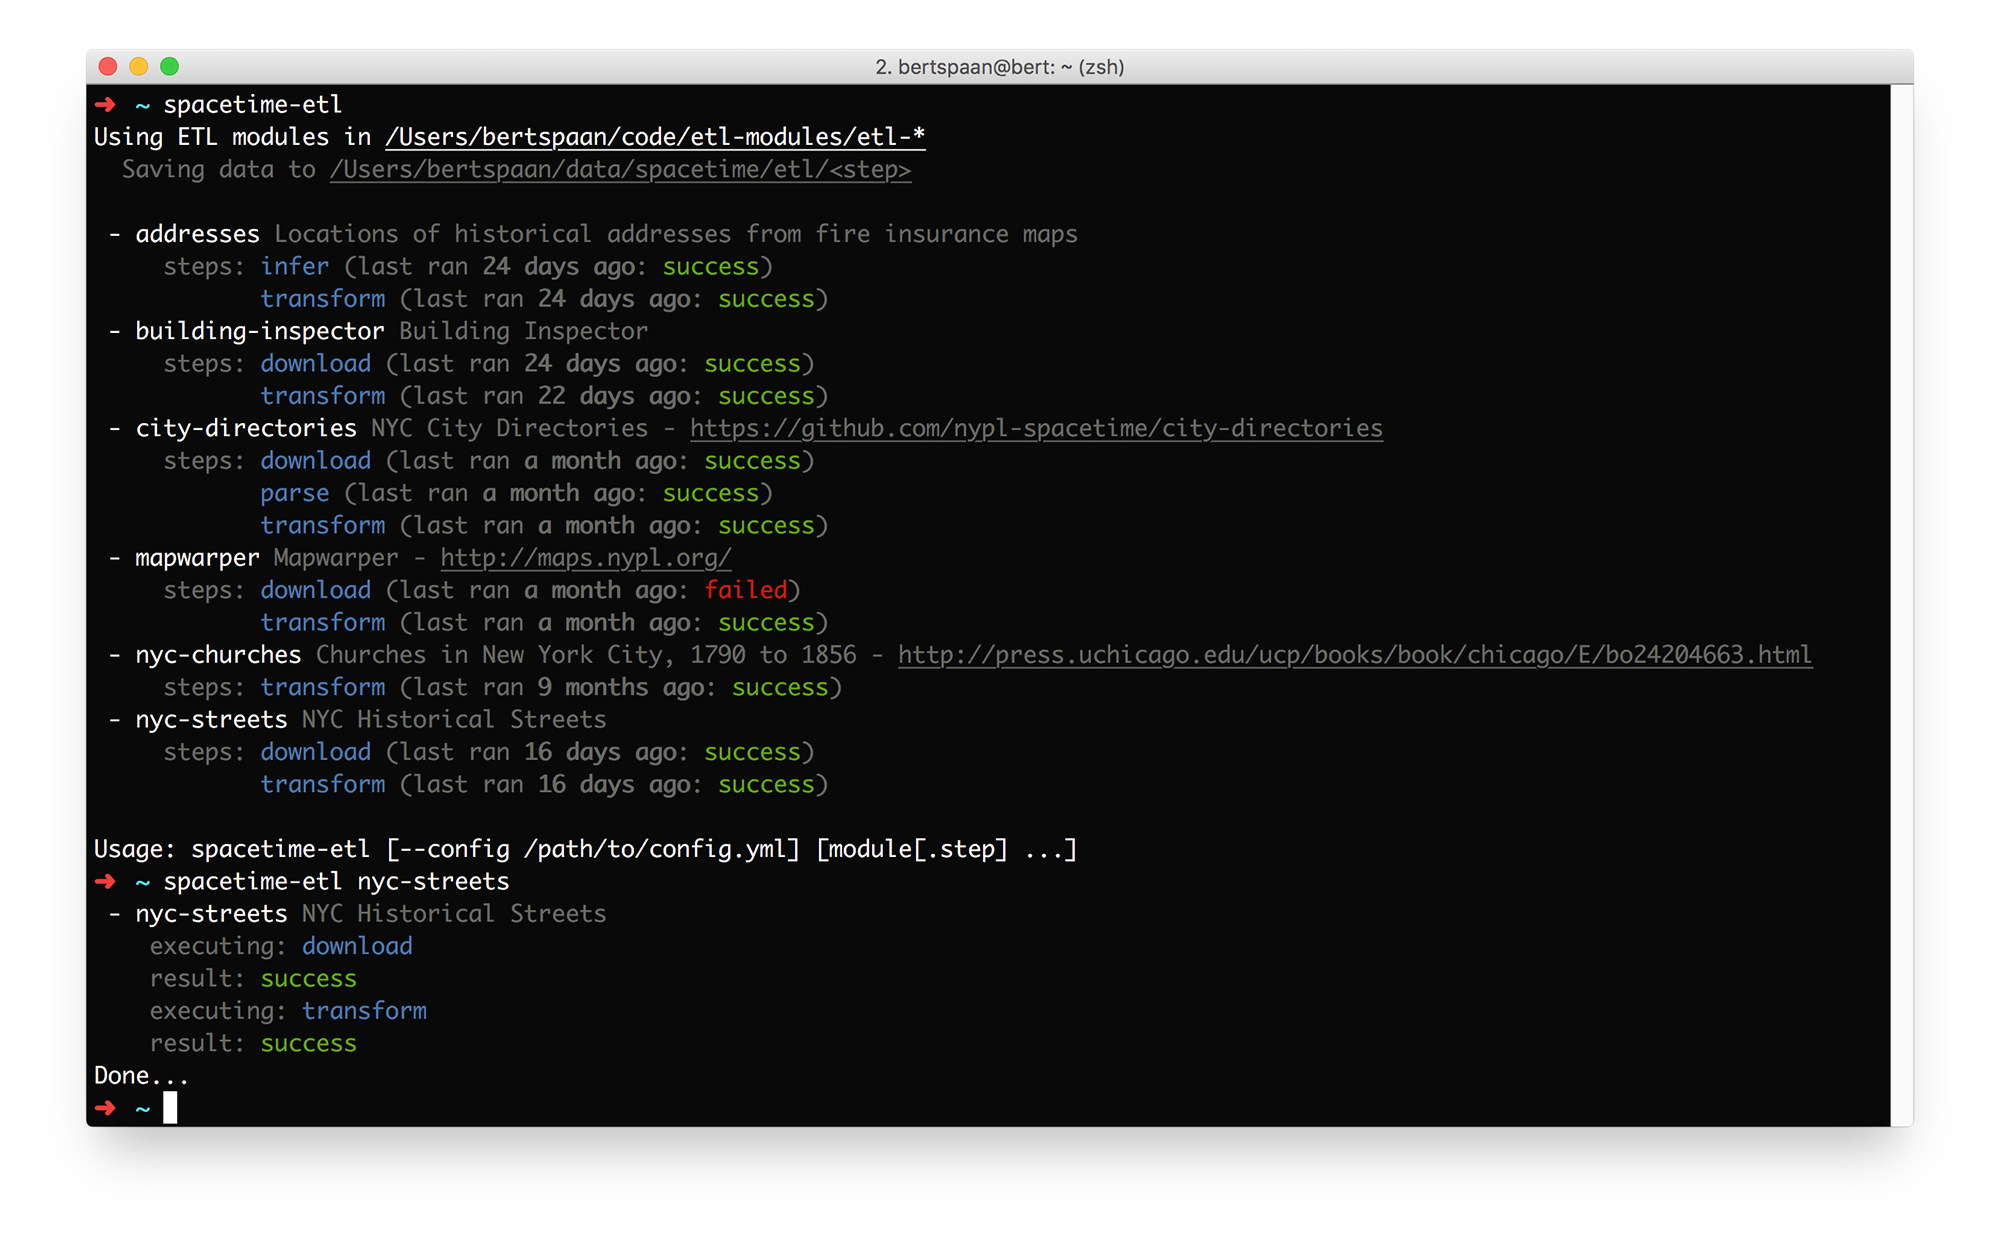 2. bertspaan@bert: ~ (zsh)
➜ ~ spacetime-etl
Using ETL modules in /Users/bertspaan/code/etl-modules/etl-*
Saving data to /Users/bertspaan/data/spacetime/etl/<step>
- addresses Locations of historical addresses from fire insurance maps
steps: infer (last ran 24 days ago: success)
transform (last ran 24 days ago: success)
- building-inspector Building Inspector
steps: download (last ran 24 days ago: success)
transform (last ran 22 days ago: success)
- city-directories NYC City Directories - https://github.com/nypl-spacetime/city-directories
steps: download (last ran a month ago: success)
parse (last ran a month ago: success)
transform (last ran a month ago: success)
- mapwarper Mapwarper - http://maps.nypl.org/
steps: download (last ran a month ago: failed)
transform (last ran a month ago: success)
- nyc-churches Churches in New York City, 1790 to 1856 - http://press.uchicago.edu/ucp/books/book/chicago/E/bo24204663.html
steps: transform (last ran 9 months ago: success)
- nyc-streets NYC Historical Streets
steps: download (last ran 16 days ago: success)
transform (last ran 16 days ago: success)
Usage: spacetime-etl [--config /path/to/config.yml] [module[.step] ...]
➜ ~ spacetime-etl nyc-streets
- nyc-streets NYC Historical Streets
executing: download
result: success
executing: transform
result: success
Done...
➜ ~